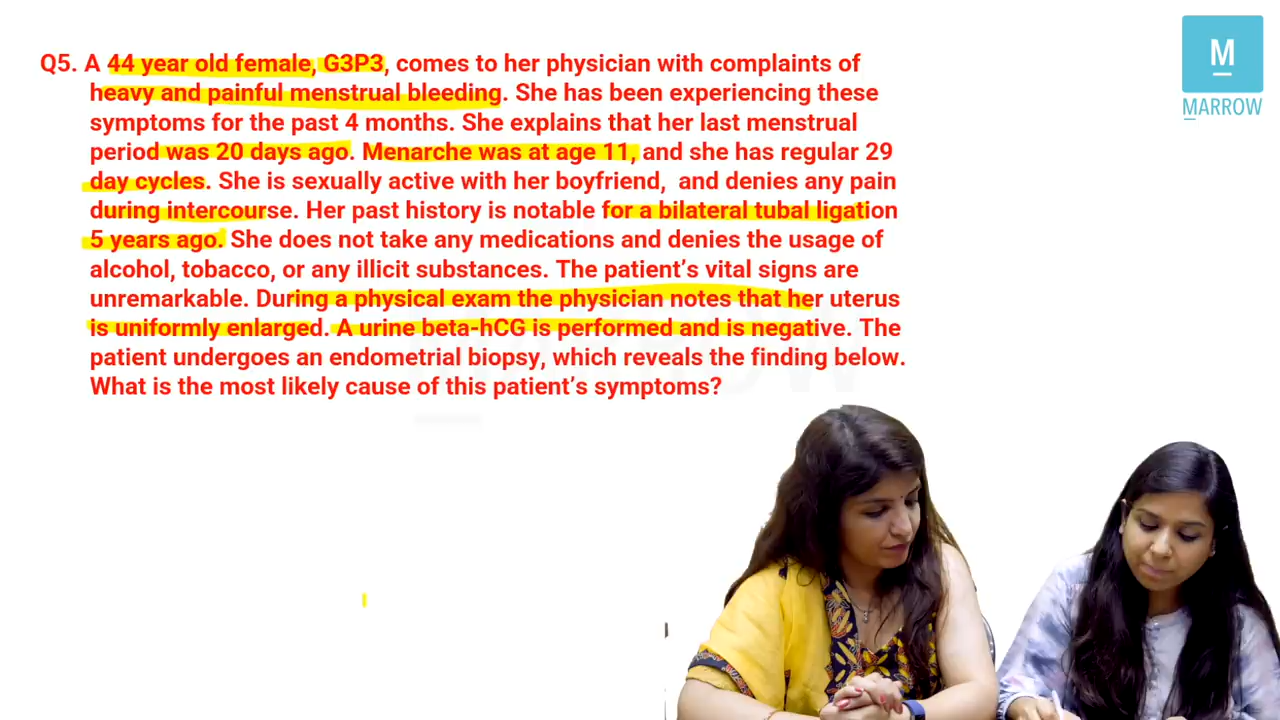 Q5. A 44 year old female, G3P3, comes to her physician with complaints of
heavy and painful menstrual bleeding. She has been experiencing these
symptoms for the past 4 months. She explains that her last menstrual
period was 20 days ago. Menarche was at age 11, and she has regular 29
day cycles. She is sexually active with her boyfriend, and denies any pain
during intercourse. Her past history is notable for a bilateral tubal ligation
5 years ago. She does not take any medications and denies the usage of
alcohol, tobacco, or any illicit substances. The patient's vital signs are
unremarkable. During a physical exam the physician notes that her uterus
is uniformly enlarged. A urine beta-hCG is performed and is negative. The
patient undergoes an endometrial biopsy, which reveals the finding below.
What is the most likely cause of this patient's symptoms?
M
MARROW